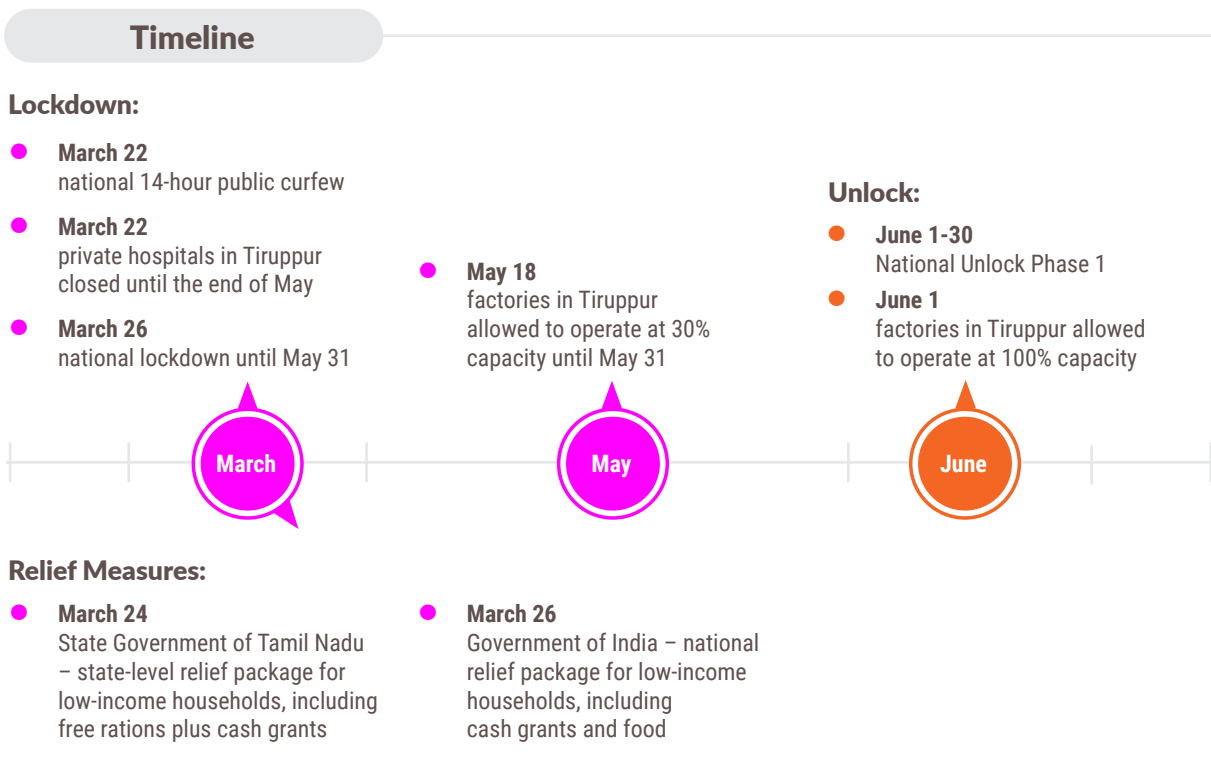 Timeline
Lockdown:
March 22
national 14-hour public curfew
March 22
private hospitals in Tiruppur
closed until the end of May
March 26
national lockdown until May 31
May 18
factories in Tiruppur
allowed to operate at 30%
capacity until May 31
Unlock:
June 1-30
National Unlock Phase 1
June 1
factories in Tiruppur allowed
to operate at 100% capacity
March
May
June
Relief Measures:
March 24
State Government of Tamil Nadu
– state-level relief package for
low-income households, including
free rations plus cash grants
March 26
Government of India – national
relief package for low-income
households, including
cash grants and food